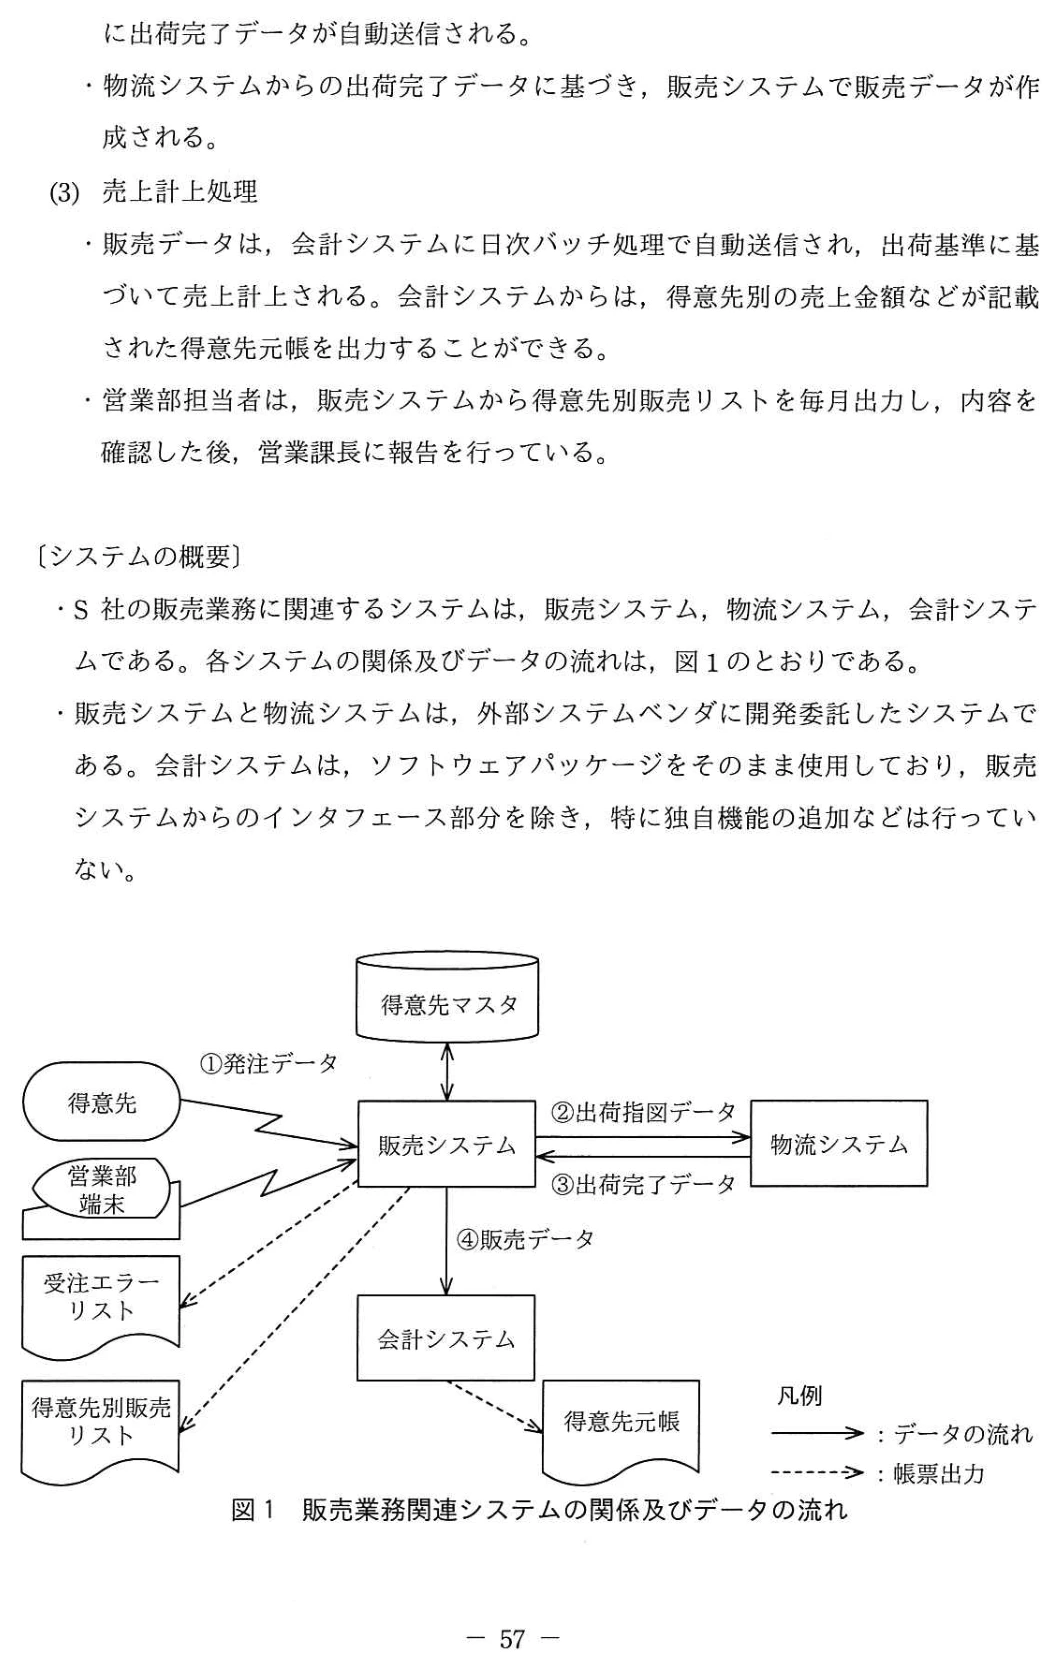 に出荷完了データが自動送信される。
・物流システムからの出荷完了データに基づき，販売システムで販売データが作
成される。
(3) 売上計上処理
・販売データは，会計システムに日次バッチ処理で自動送信され，出荷基準に基
づいて売上計上される。会計システムからは，得意先別の売上金額などが記載
された得意先元帳を出力することができる。
・営業部担当者は，販売システムから得意先別販売リストを毎月出力し，内容を
確認した後，営業課長に報告を行っている。
〔システムの概要〕
・S 社の販売業務に関連するシステムは，販売システム，物流システム，会計システ
ムである。各システムの関係及びデータの流れは，図1のとおりである。
・販売システムと物流システムは，外部システムベンダに開発委託したシステムで
ある。会計システムは，ソフトウェアパッケージをそのまま使用しており，販売
システムからのインタフェース部分を除き，特に独自機能の追加などは行ってい
ない。
得意先マスタ
①発注データ
得意先
②出荷指図データ
販売システム
物流システム
③出荷完了データ
営業部
端末
④販売データ
受注エラー
リスト
会計システム
得意先別販売
リスト
得意先元帳
凡例
：データの流れ
：帳票出力
図1 販売業務関連システムの関係及びデータの流れ
― 57 ―